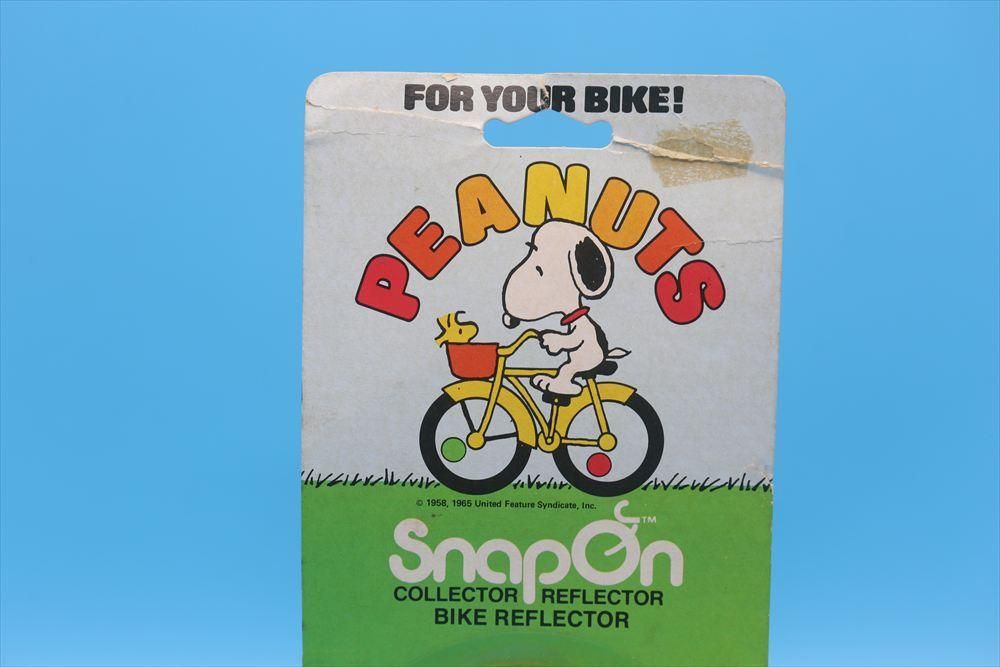 FOR YOUR BIKE!
PEANUTS
© 1958, 1965 United Feature Syndicate, Inc.
SnapOn™
COLLECTOR REFLECTOR
BIKE REFLECTOR